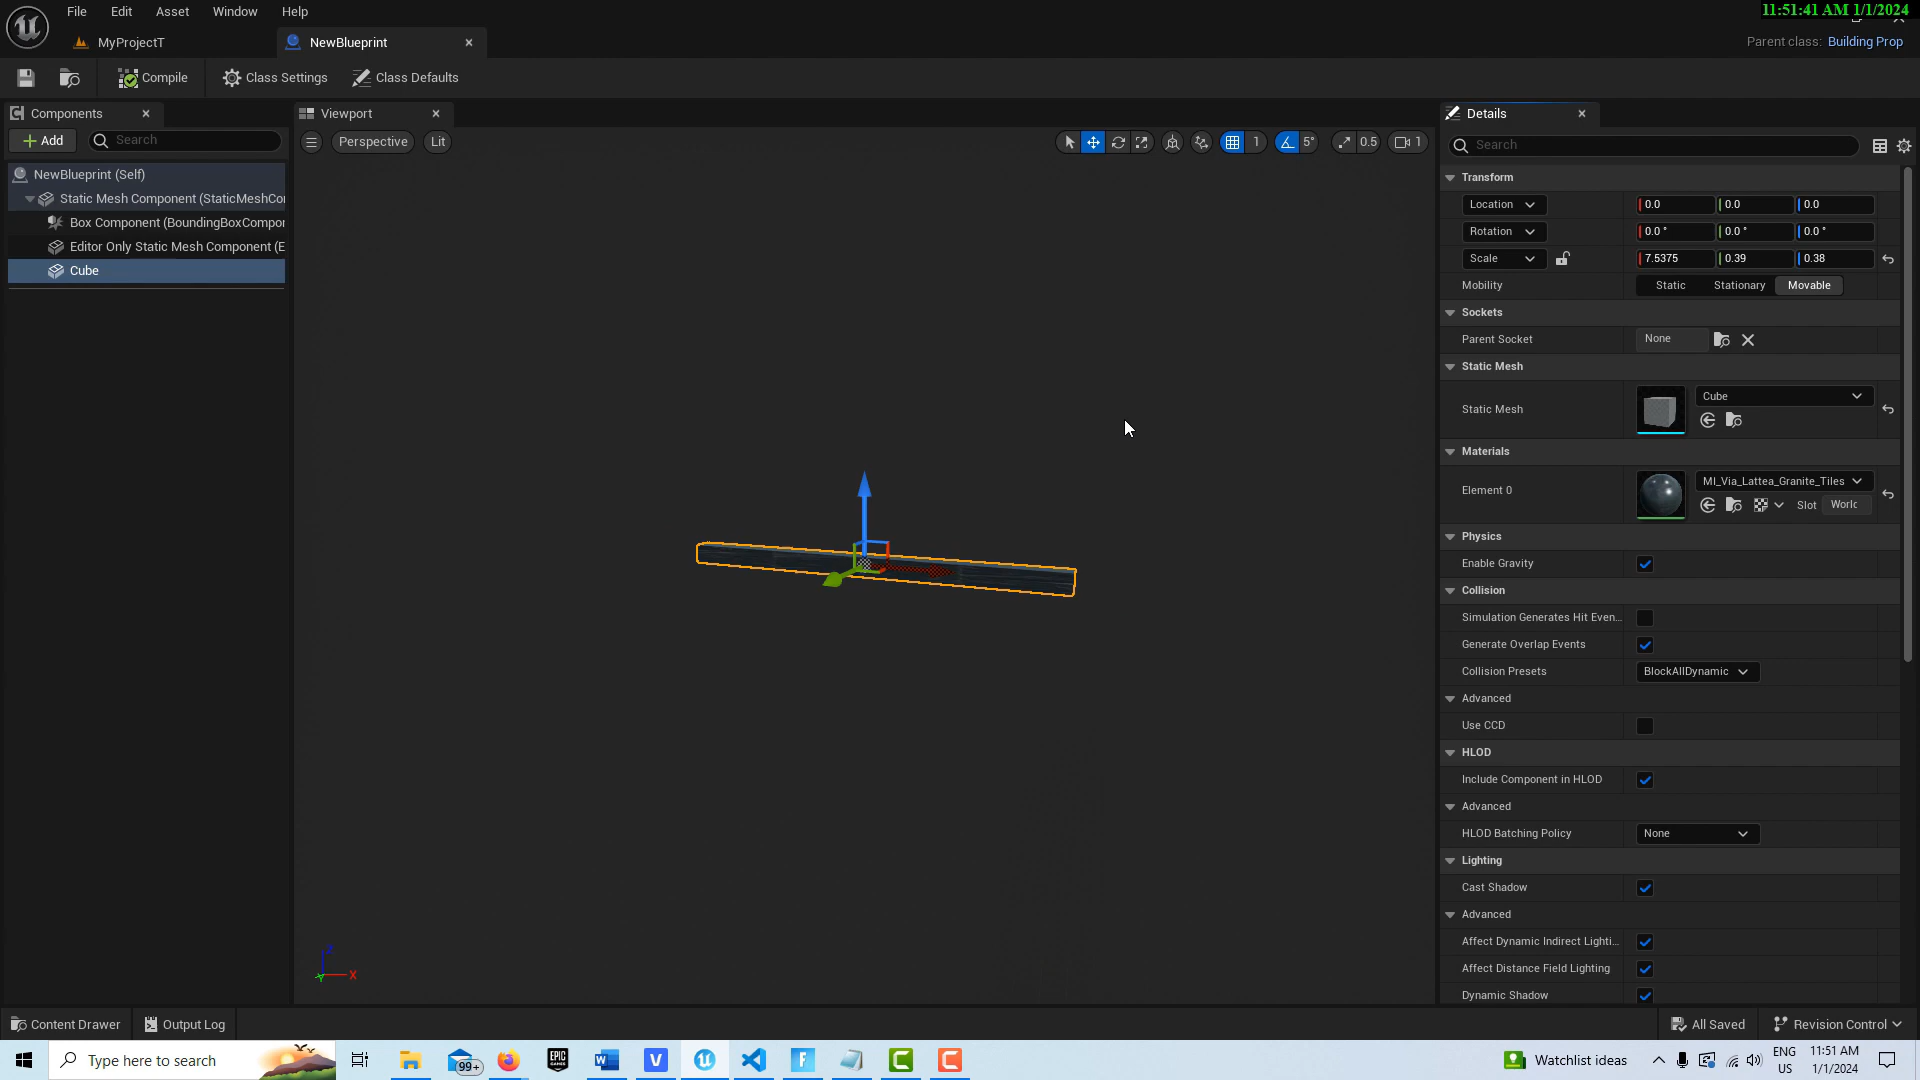 File Edit Asset Window Help
11:51:41 AM 1/1/2024
MyProjectT
NewBlueprint
Parent class: Building Prop
Compile
Class Settings
Class Defaults
Components
Viewport
Details
Add
Search
Perspective
Lit
1
5°
0.5
1
Search
NewBlueprint (Self)
Static Mesh Component (StaticMeshCor
Box Component (BoundingBoxCompor
Editor Only Static Mesh Component (E
Cube
Transform
Location 0.0 0.0 0.0
Rotation 0.0 ° 0.0 ° 0.0 °
Scale 7.5375 0.39 0.38
Mobility Static Stationary Movable
Sockets
Parent Socket None
Static Mesh
Static Mesh Cube
Materials
Element 0 MI_Via_Lattea_Granite_Tiles
Slot Worlc
Physics
Enable Gravity
Collision
Simulation Generates Hit Even...
Generate Overlap Events
Collision Presets BlockAllDynamic
Advanced
Use CCD
HLOD
Include Component in HLOD
Advanced
HLOD Batching Policy None
Lighting
Cast Shadow
Advanced
Affect Dynamic Indirect Lighti...
Affect Distance Field Lighting
Dynamic Shadow
Z
X
Y
Content Drawer
Output Log
All Saved
Revision Control
Type here to search
99+
EPIC GAMES
Watchlist ideas
ENG
US
11:51 AM
1/1/2024